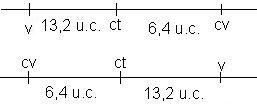 13,2 u.c. ct 6,4 u.c. cv
v
cv ct v
6,4 u.c. 13,2 u.c.